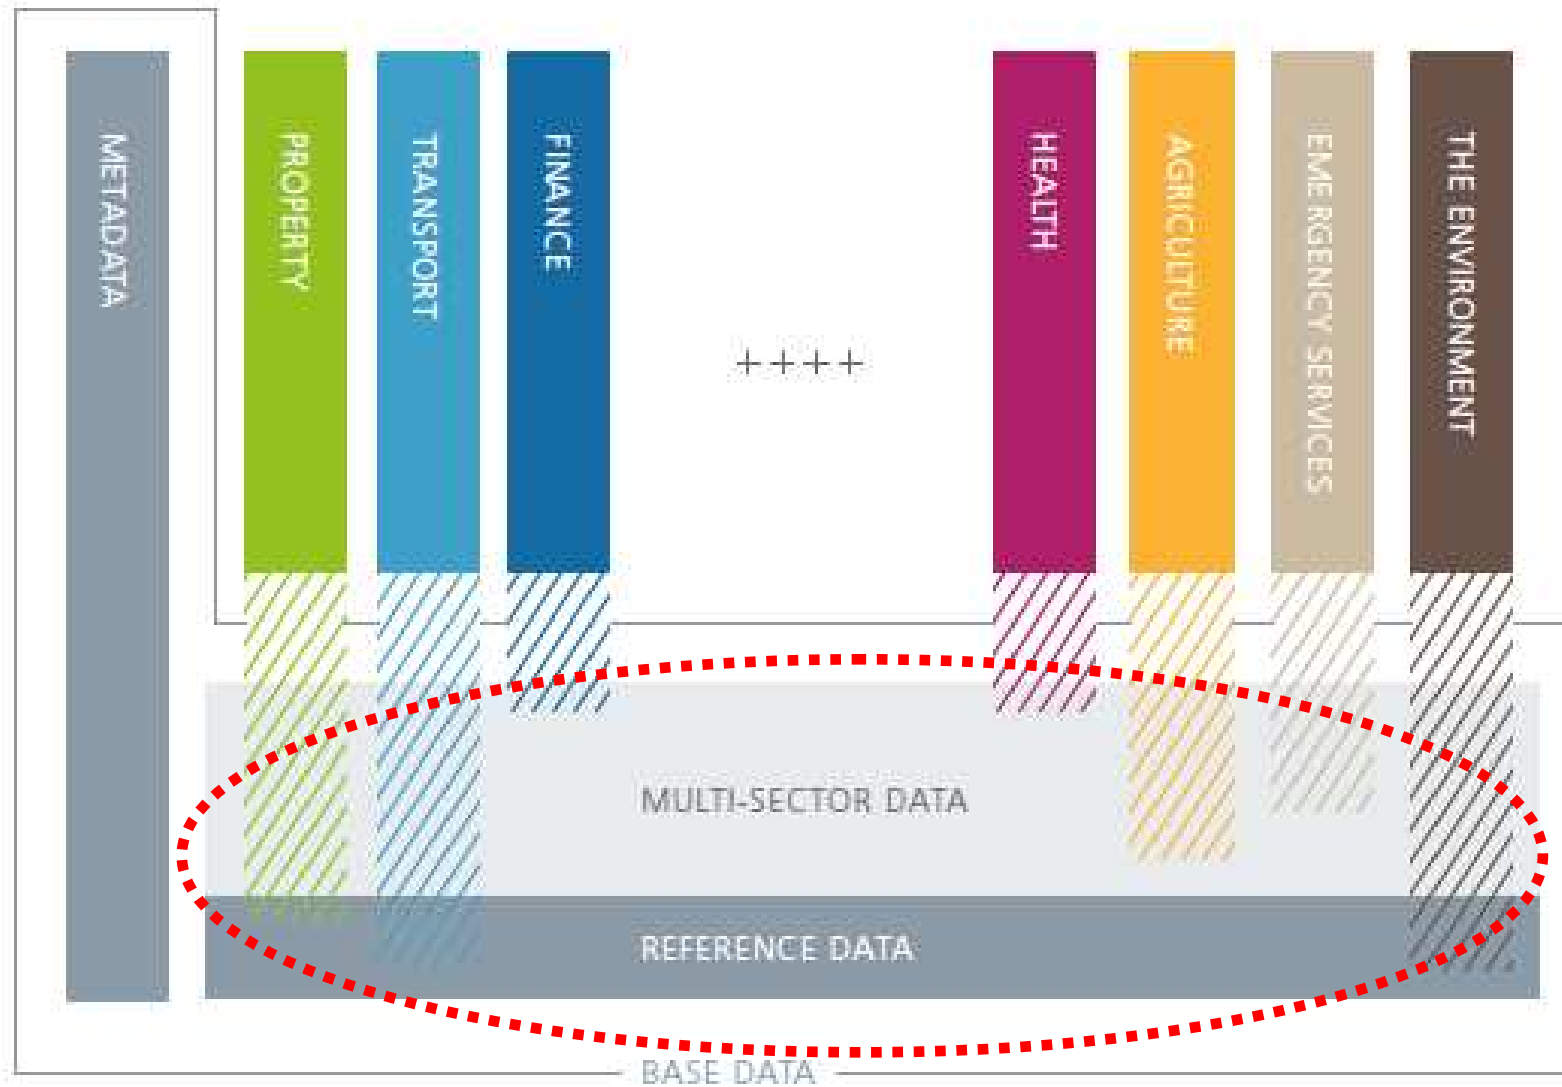 METADATA
PROPERTY
TRANSPORT
FINANCE
++++
HEALTH
AGRICULTURE
EMERGENCY SERVICES
THE ENVIRONMENT
MULTI-SECTOR DATA
REFERENCE DATA
BASE DATA